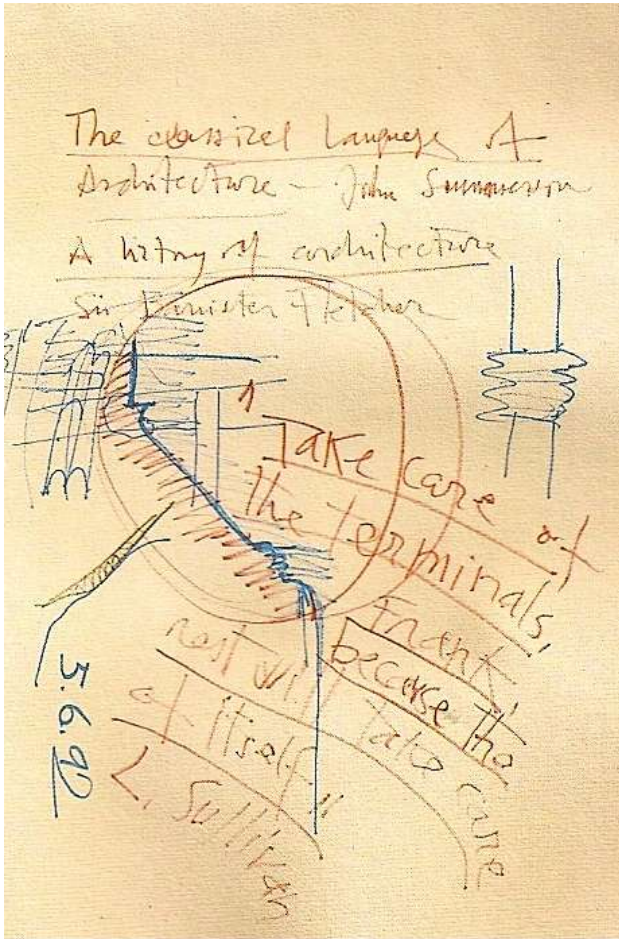 The classical Language of
Architecture – John Summerson
A history of architecture
Sir Banister Fletcher
"Take care of
the terminals,
Frank,
because the
rest will take care
of itself."
L. Sullivan
5.6.92